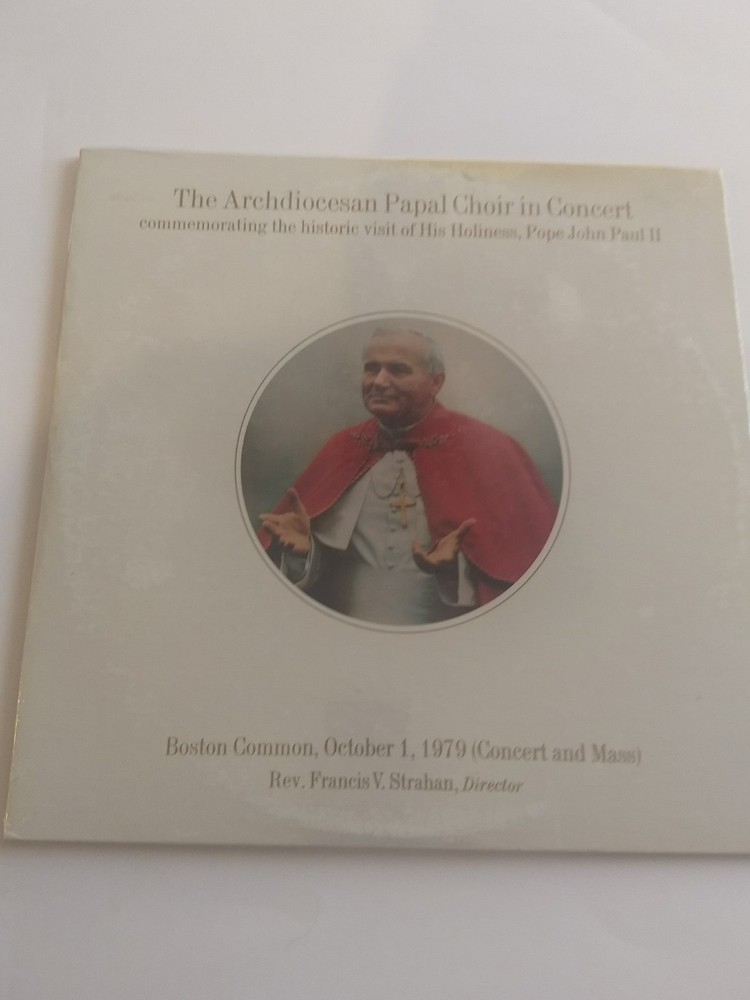 The Archdiocesan Papal Choir in Concert
commemorating the historic visit of His Holiness, Pope John Paul II
Boston Common, October 1, 1979 (Concert and Mass)
Rev. Francis V. Strahan, Director